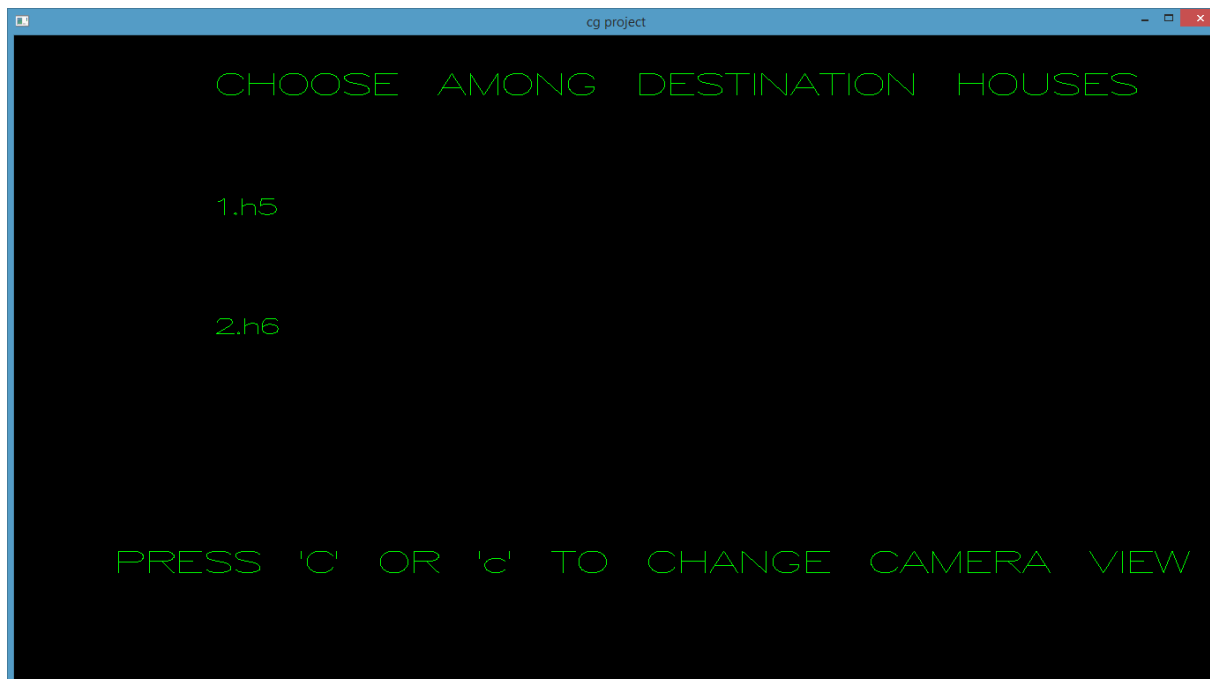 cg project
CHOOSE AMONG DESTINATION HOUSES
1.h5
2.h6
PRESS 'C' OR 'c' TO CHANGE CAMERA VIEW